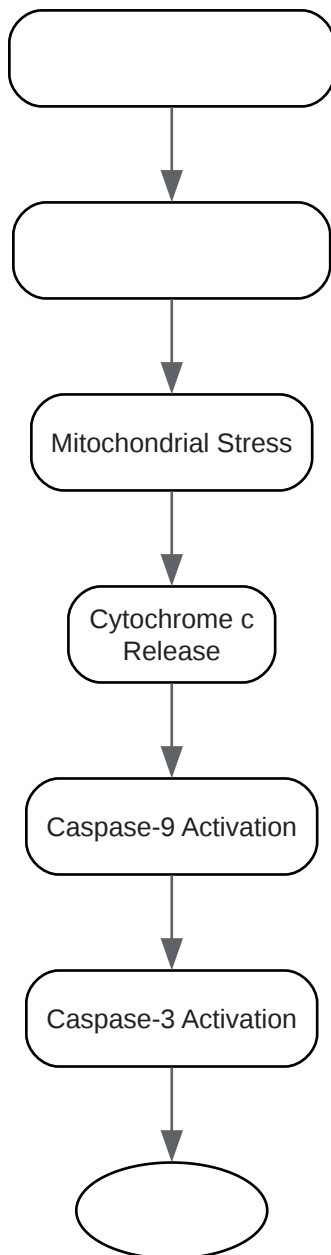 Mitochondrial Stress
Cytochrome c
Release
Caspase-9 Activation
Caspase-3 Activation